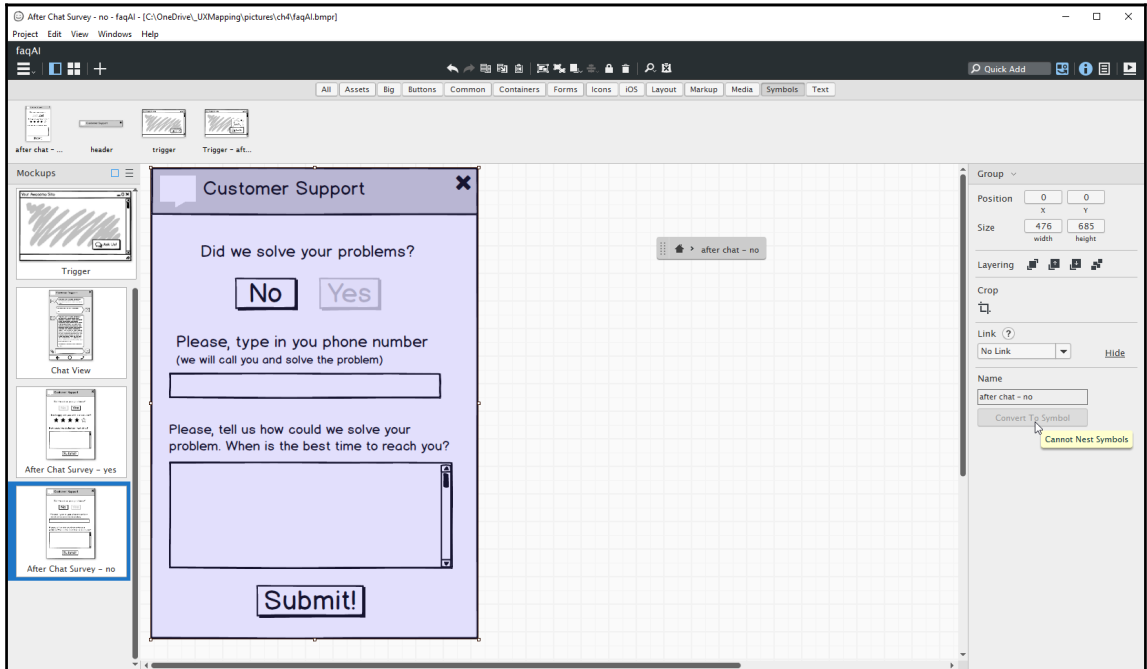 After Chat Survey - no - faqAI - [C:\OneDrive\_UXMapping\pictures\ch4\faqAI.bmpr]
Project Edit View Windows Help
faqAI
Quick Add
All Assets Big Buttons Common Containers Forms Icons iOS Layout Markup Media Symbols Text
after chat - ... header trigger Trigger - aft...
Mockups
Trigger
Chat View
After Chat Survey - yes
After Chat Survey - no
Customer Support
Did we solve your problems?
No Yes
Please, type in you phone number
(we will call you and solve the problem)
Please, tell us how could we solve your
problem. When is the best time to reach you?
Submit!
after chat - no
Group
Position 0 0
X Y
Size 476 685
width height
Layering
Crop
Link ?
No Link Hide
Name
after chat - no
Convert To Symbol
Cannot Nest Symbols